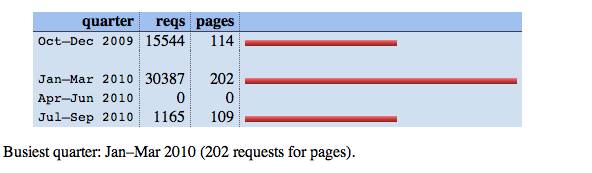 quarter reqs pages
Oct–Dec 2009 15544 114
Jan–Mar 2010 30387 202
Apr–Jun 2010 0 0
Jul–Sep 2010 1165 109
Busiest quarter: Jan–Mar 2010 (202 requests for pages).